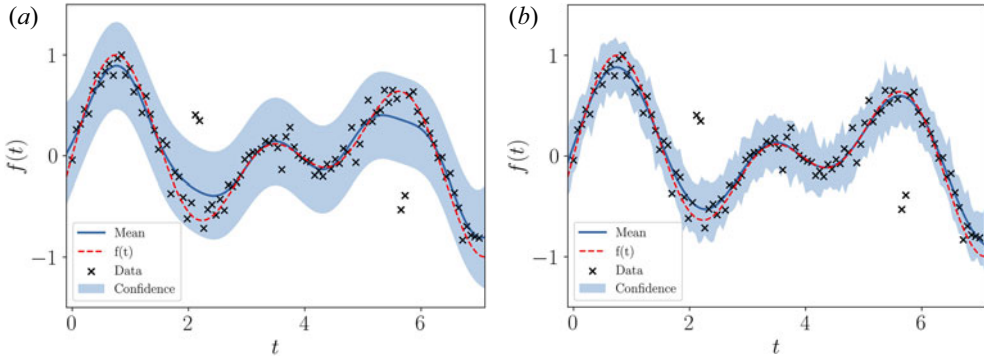 (a)
1
0
−1
f(t)
0
2
4
6
t
Mean
f(t)
Data
Confidence
(b)
1
0
−1
f(t)
0
2
4
6
t
Mean
f(t)
Data
Confidence